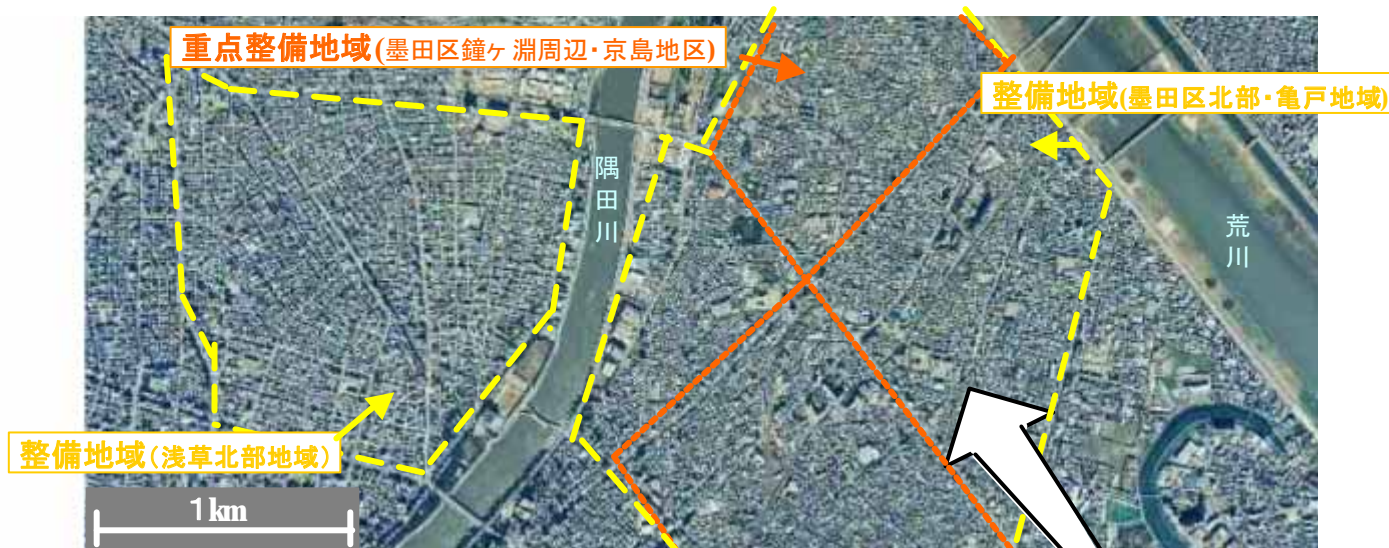 重点整備地域(墨田区鐘ヶ淵周辺・京島地区)
整備地域(墨田区北部・亀戸地域)
隅田川
荒川
整備地域(浅草北部地域)
1km